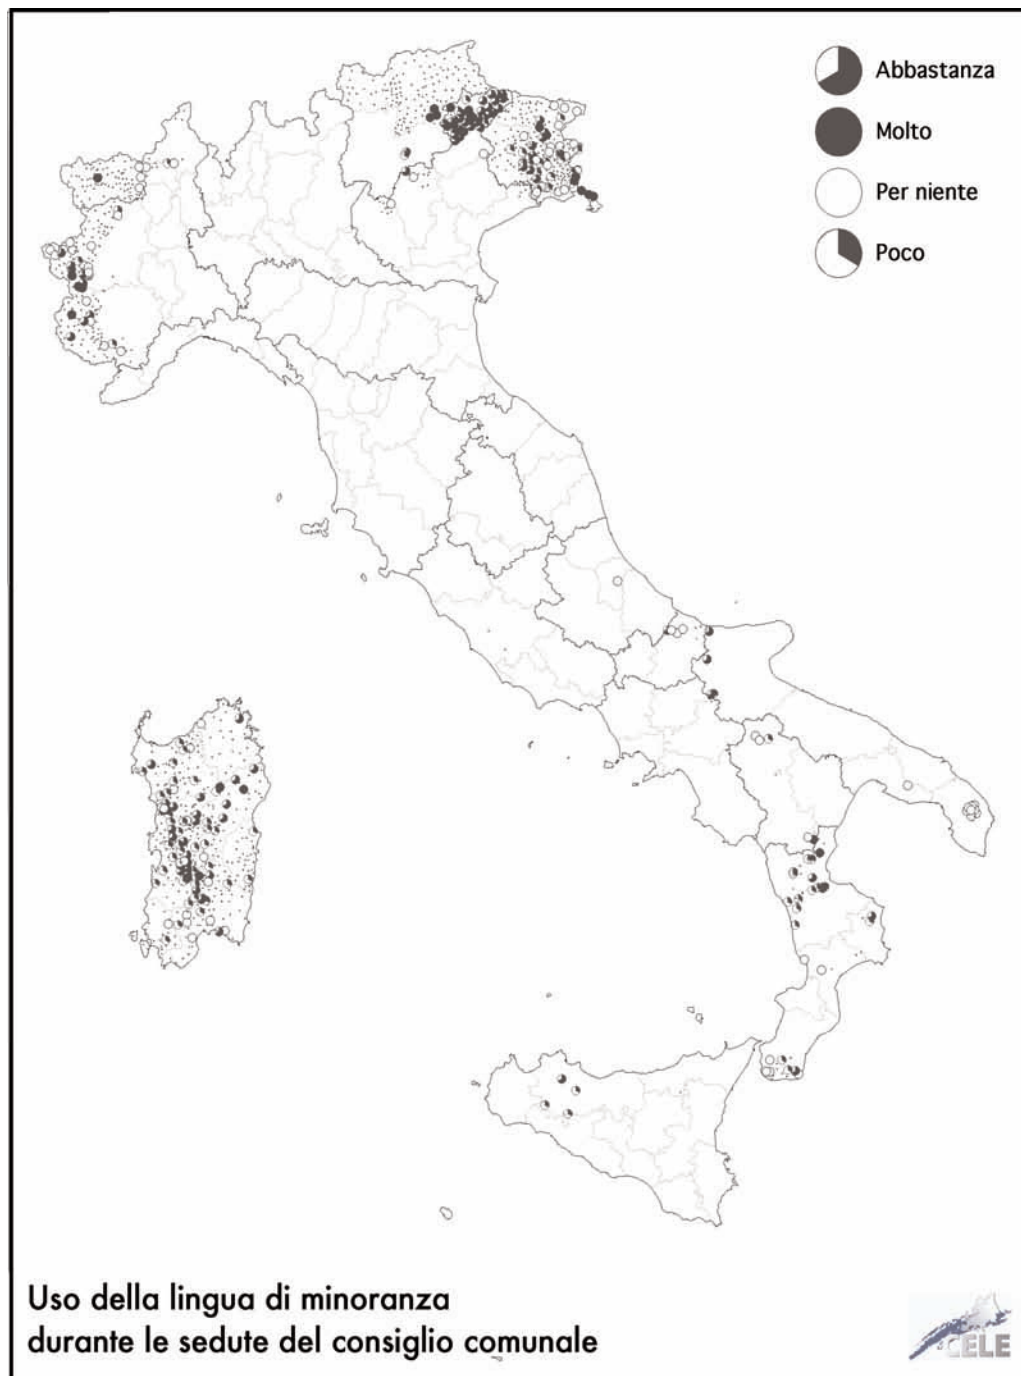 Abbastanza
Molto
Per niente
Poco
Uso della lingua di minoranza
durante le sedute del consiglio comunale
CELE